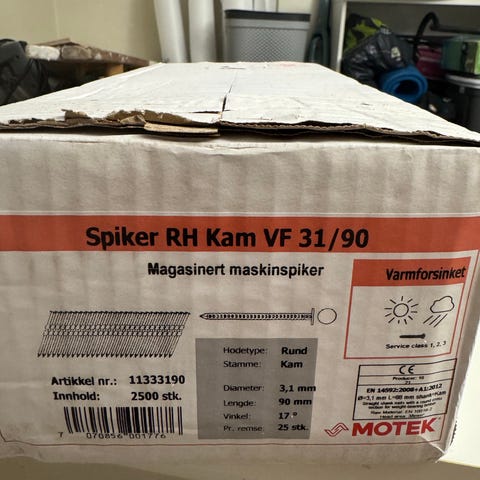 Spiker RH Kam VF 31/90
Magasinert maskinspiker
Varmforsinket
Service class 1, 2, 3
Hodetype: Rund
Stamme: Kam
Diameter: 3,1 mm
Lengde: 90 mm
Vinkel: 17°
Pr. remse: 25 stk.
Artikkel nr.: 11333190
Innhold: 2500 stk.
7 070856 001776
CE
EN 14592:2008+A1:2012
MOTEK